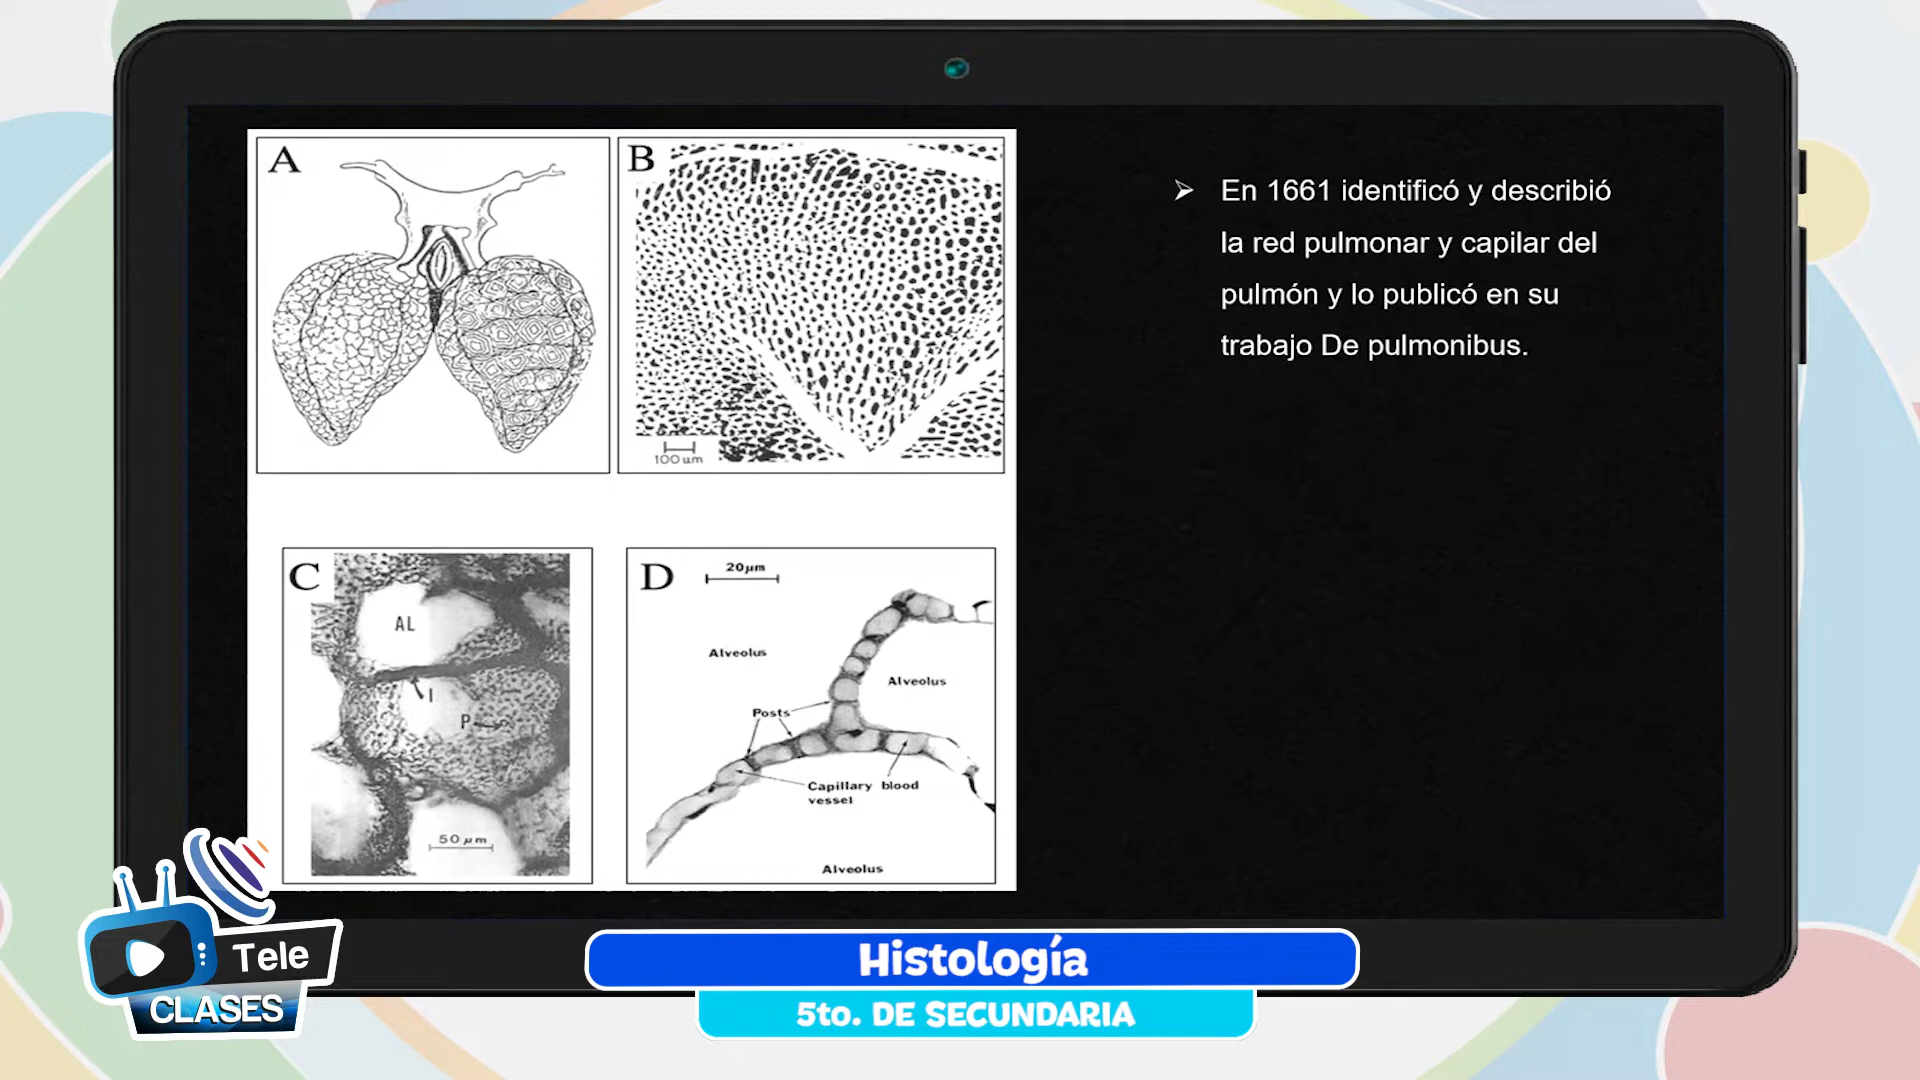 A
B
100 um
C
AL
I
P
50 µm
D
20µm
Alveolus
Alveolus
Posts
Capillary blood
vessel
Alveolus
➢ En 1661 identificó y describió
la red pulmonar y capilar del
pulmón y lo publicó en su
trabajo De pulmonibus.
Tele
CLASES
Histología
5to. DE SECUNDARIA